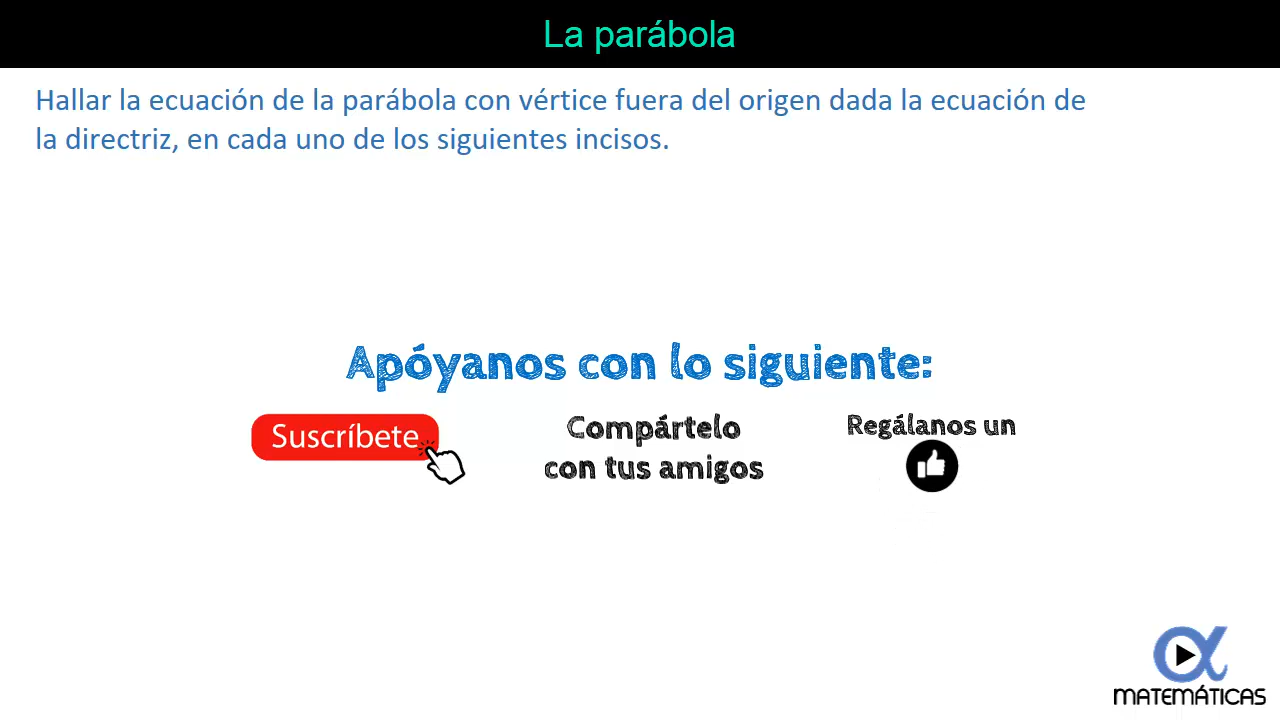 La parábola
Hallar la ecuación de la parábola con vértice fuera del origen dada la ecuación de
la directriz, en cada uno de los siguientes incisos.
Apóyanos con lo siguiente:
Suscríbete
Compártelo
con tus amigos
Regálanos un
MATEMÁTICAS